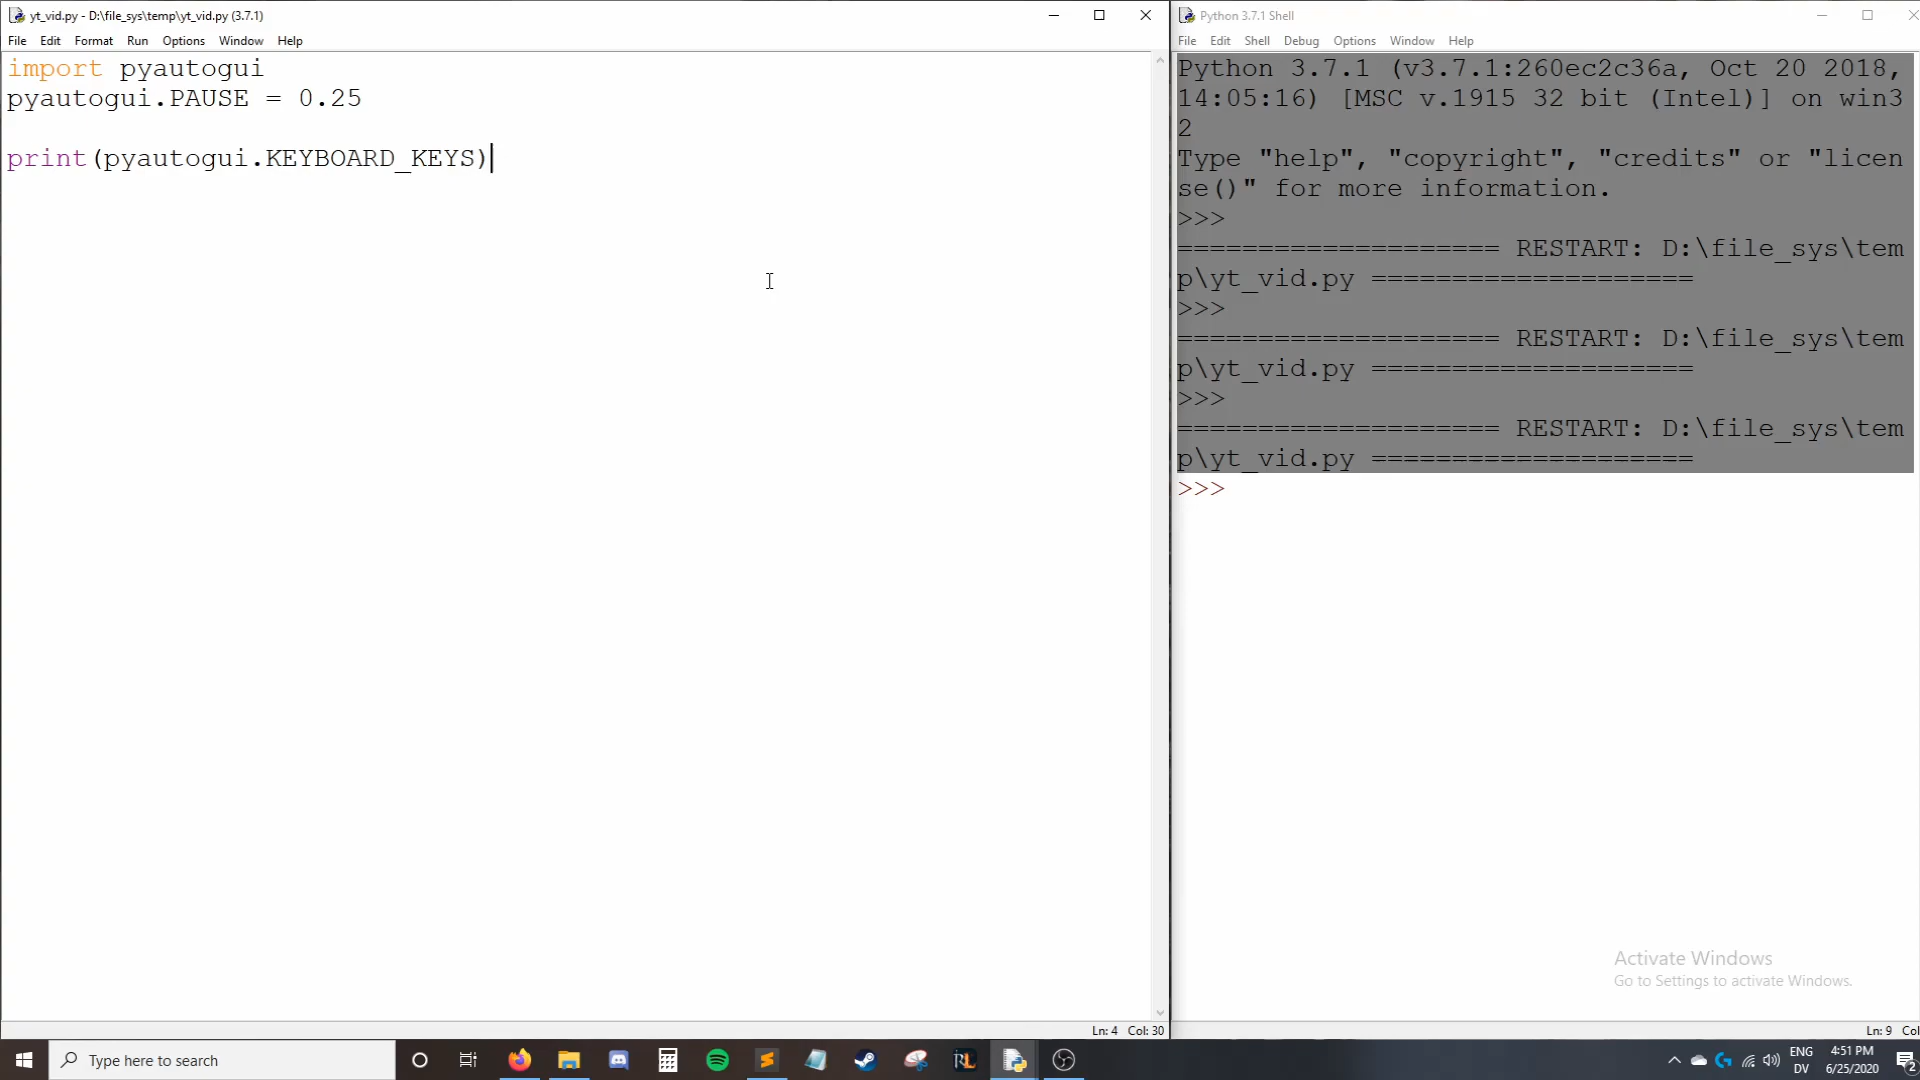 yt_vid.py - D:\file_sys\temp\yt_vid.py (3.7.1)
File Edit Format Run Options Window Help
import pyautogui
pyautogui.PAUSE = 0.25
print(pyautogui.KEYBOARD_KEYS)
Ln: 4 Col: 30
Python 3.7.1 Shell
File Edit Shell Debug Options Window Help
Python 3.7.1 (v3.7.1:260ec2c36a, Oct 20 2018,
14:05:16) [MSC v.1915 32 bit (Intel)] on win3
2
Type "help", "copyright", "credits" or "licen
se()" for more information.
>>>
==================== RESTART: D:\file_sys\tem
p\yt_vid.py ====================
>>>
==================== RESTART: D:\file_sys\tem
p\yt_vid.py ====================
>>>
==================== RESTART: D:\file_sys\tem
p\yt_vid.py ====================
>>>
Activate Windows
Go to Settings to activate Windows.
Ln: 9 Col
Type here to search
RL
ENG
DV
4:51 PM
6/25/2020
2